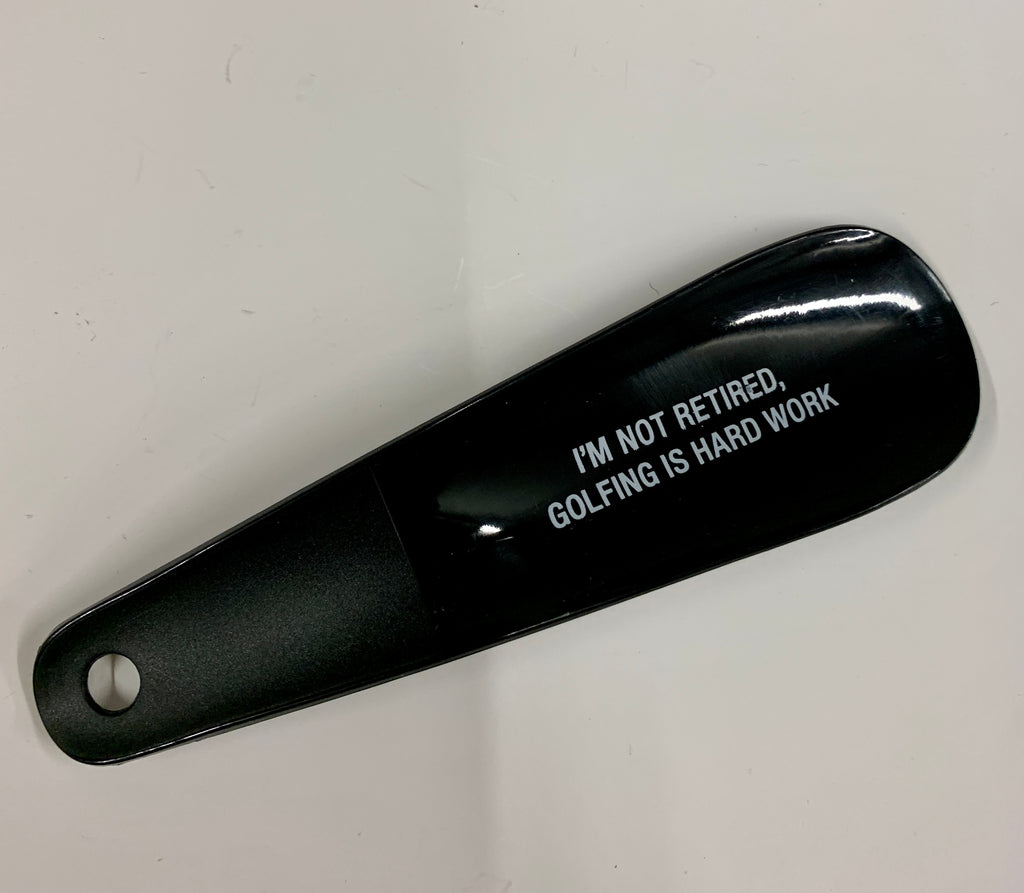 I'M NOT RETIRED,
GOLFING IS HARD WORK